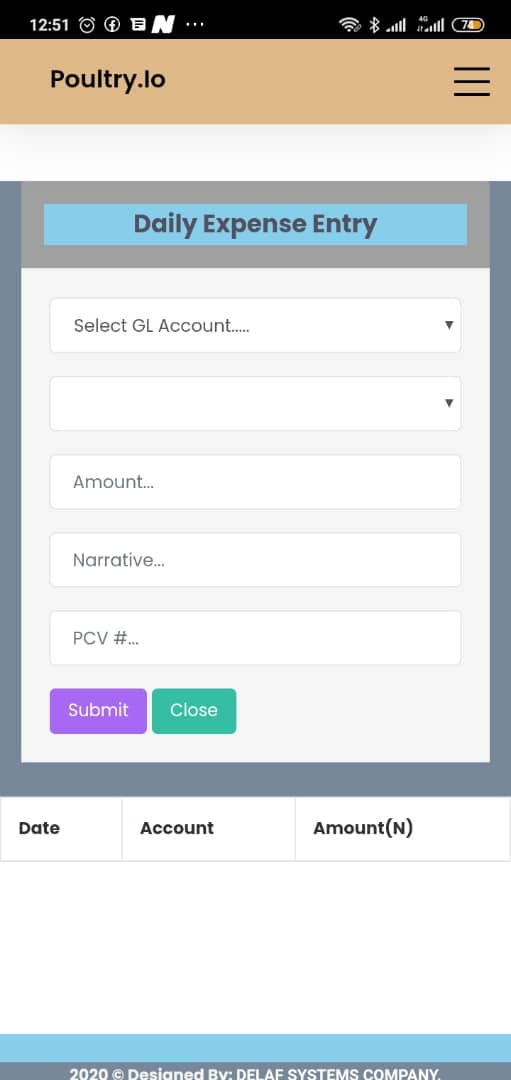 12:51
4G
74
Poultry.Io
Daily Expense Entry
Select GL Account.....
Amount...
Narrative...
PCV #...
Submit Close
Date Account Amount(N)
2020 © Designed By: DELAF SYSTEMS COMPANY.